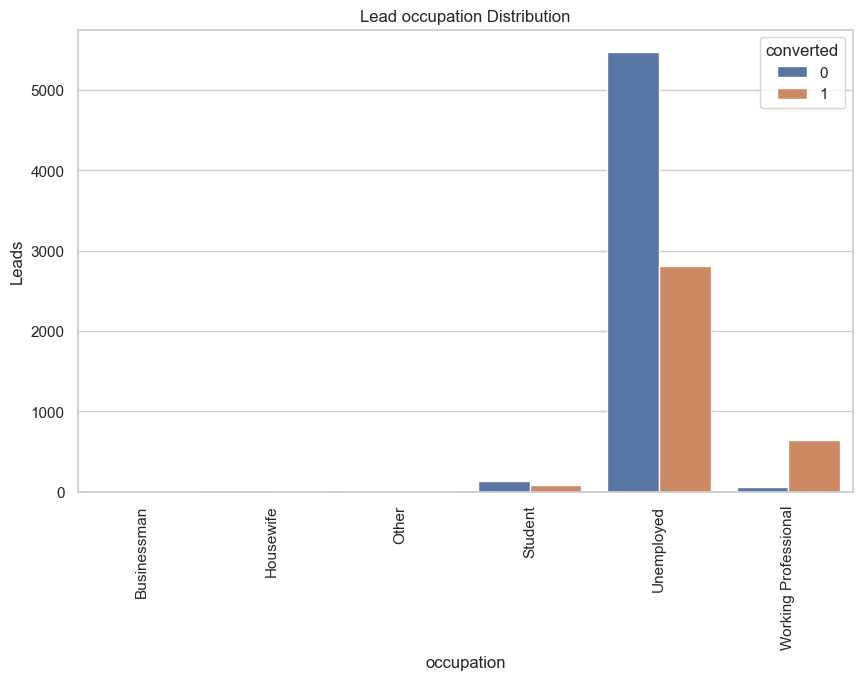 Lead occupation Distribution
converted
0
1
5000
4000
3000
2000
1000
0
Leads
Businessman
Housewife
Other
Student
Unemployed
Working Professional
occupation